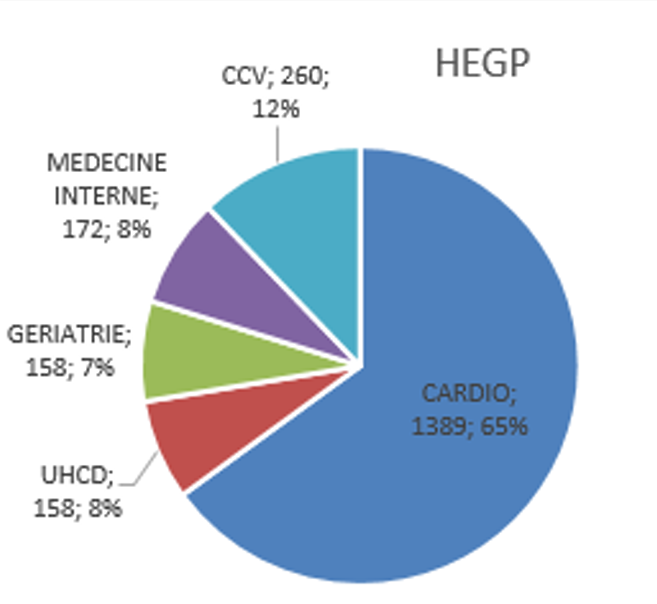 HEGP
CCV; 260;
12%
MEDECINE
INTERNE;
172; 8%
GERIATRIE;
158; 7%
CARDIO;
1389; 65%
UHCD;
158; 8%